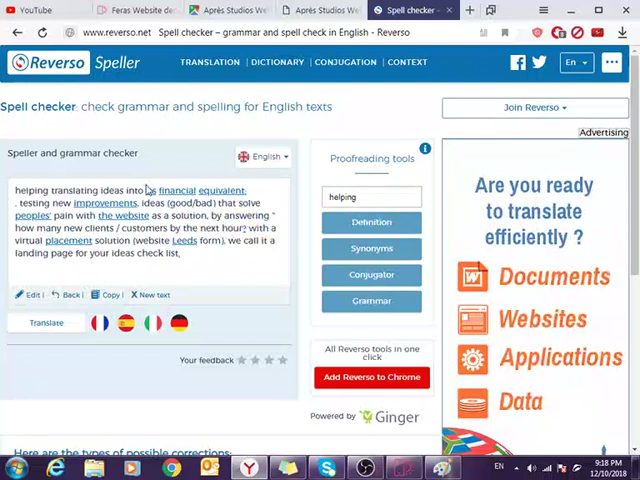 YouTube
Feras Website de
Après Studios We
Après Studios We
Spell checker –
www.reverso.net Spell checker – grammar and spell check in English - Reverso
Reverso Speller
TRANSLATION | DICTIONARY | CONJUGATION | CONTEXT
En
Spell checker: check grammar and spelling for English texts
Join Reverso
Advertising
Speller and grammar checker
English
helping translating ideas into its financial equivalent.
. testing new improvements, ideas (good/bad) that solve
peoples' pain with the website as a solution, by answering "
how many new clients / customers by the next hour? with a
virtual placement solution (website Leeds form), we call it a
landing page for your ideas check list,
Edit | Back | Copy | New text
Translate
Your feedback
Proofreading tools
helping
Definition
Synonyms
Conjugator
Grammar
All Reverso tools in one
click
Add Reverso to Chrome
Powered by Ginger
Are you ready
to translate
efficiently ?
Documents
Websites
Applications
Data
Here are the types of possible corrections:
EN
9:18 PM
12/10/2018